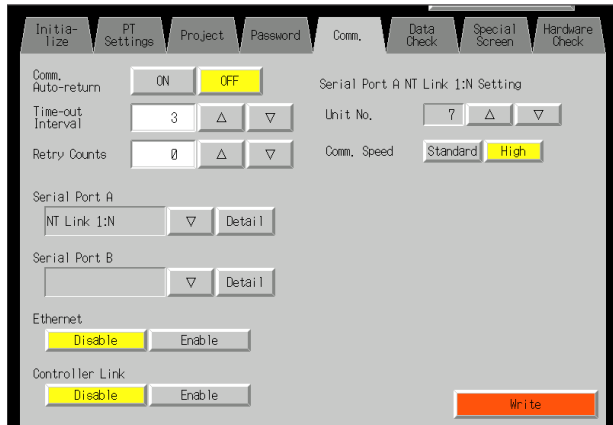 Initia-
lize
PT
Settings
Project
Password
Comm.
Data
Check
Special
Screen
Hardware
Check
Comm.
Auto-return
ON
OFF
Serial Port A NT Link 1:N Setting
Time-out
Interval
3
△
▽
Unit No.
7
△
▽
Retry Counts
0
△
▽
Comm. Speed
Standard
High
Serial Port A
NT Link 1:N
▽
Detail
Serial Port B
▽
Detail
Ethernet
Disable
Enable
Controller Link
Disable
Enable
Write